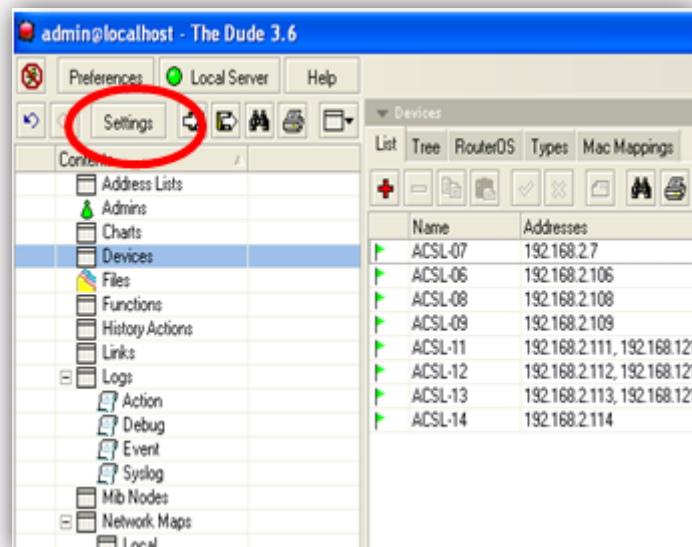 admin@localhost - The Dude 3.6
Preferences Local Server Help
Settings
Contents
Address Lists
Admins
Charts
Devices
Files
Functions
History Actions
Links
Logs
Action
Debug
Event
Syslog
Mib Nodes
Network Maps
Local
Devices
List Tree RouterOS Types Mac Mappings
Name Addresses
ACSL-07 192.168.2.7
ACSL-06 192.168.2.106
ACSL-08 192.168.2.108
ACSL-09 192.168.2.109
ACSL-11 192.168.2.111, 192.168.12
ACSL-12 192.168.2.112, 192.168.12
ACSL-13 192.168.2.113, 192.168.12
ACSL-14 192.168.2.114